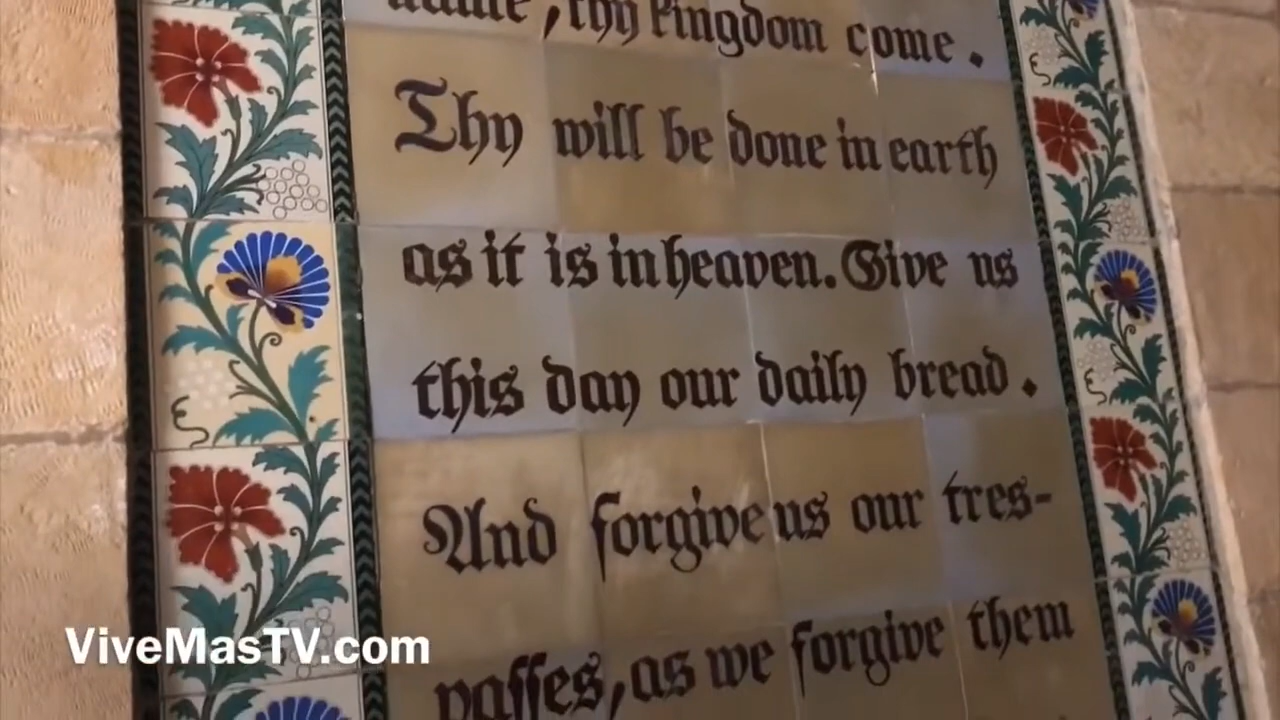 name, thy kingdom come.
Thy will be done in earth
as it is in heaven. Give us
this day our daily bread.
And forgive us our tres-
passes, as we forgive them
ViveMasTV.com